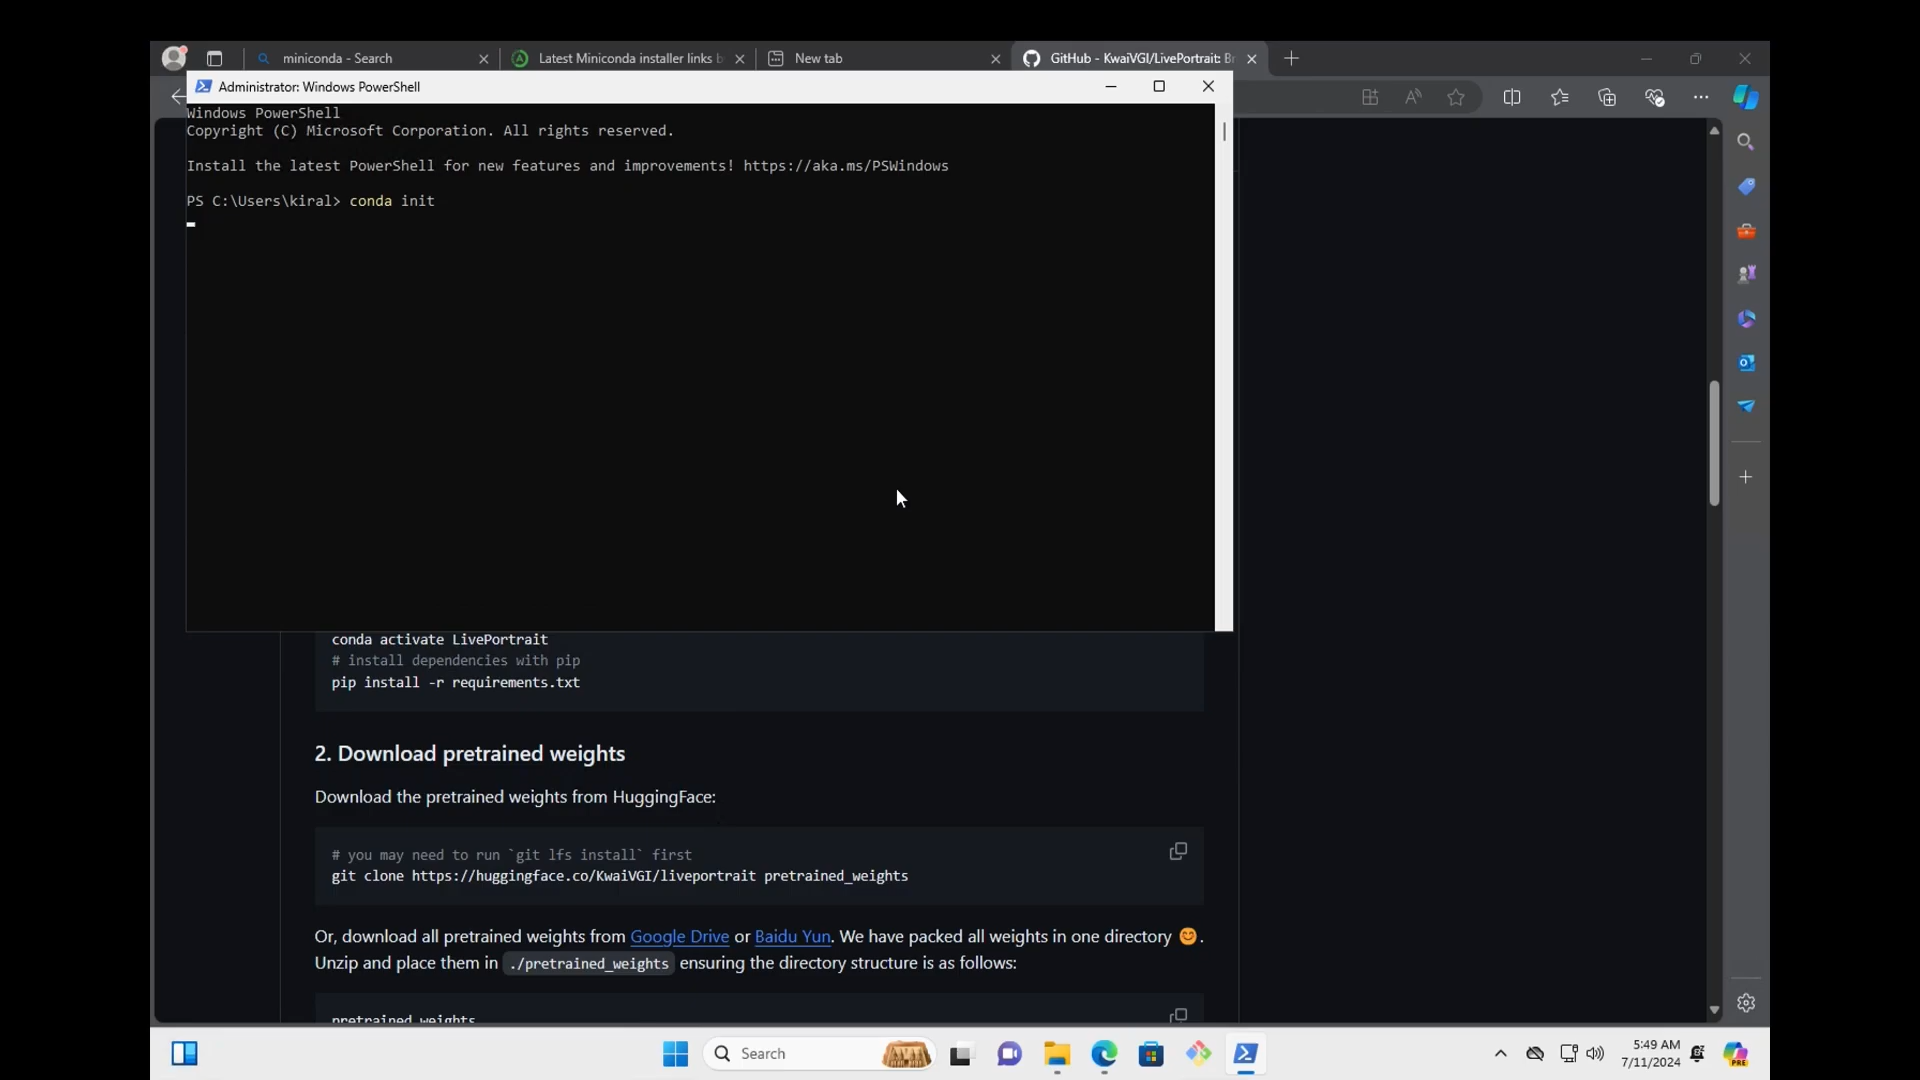 miniconda - Search
Latest Miniconda installer links b
New tab
GitHub - KwaiVGI/LivePortrait: Br
Administrator: Windows PowerShell
Windows PowerShell
Copyright (C) Microsoft Corporation. All rights reserved.
Install the latest PowerShell for new features and improvements! https://aka.ms/PSWindows
PS C:\Users\kiral> conda init
conda activate LivePortrait
# install dependencies with pip
pip install -r requirements.txt
2. Download pretrained weights
Download the pretrained weights from HuggingFace:
# you may need to run `git lfs install` first
git clone https://huggingface.co/KwaiVGI/liveportrait pretrained_weights
Or, download all pretrained weights from Google Drive or Baidu Yun. We have packed all weights in one directory 😊.
Unzip and place them in ./pretrained_weights ensuring the directory structure is as follows:
pretrained_weights
Search
5:49 AM
7/11/2024
PRE